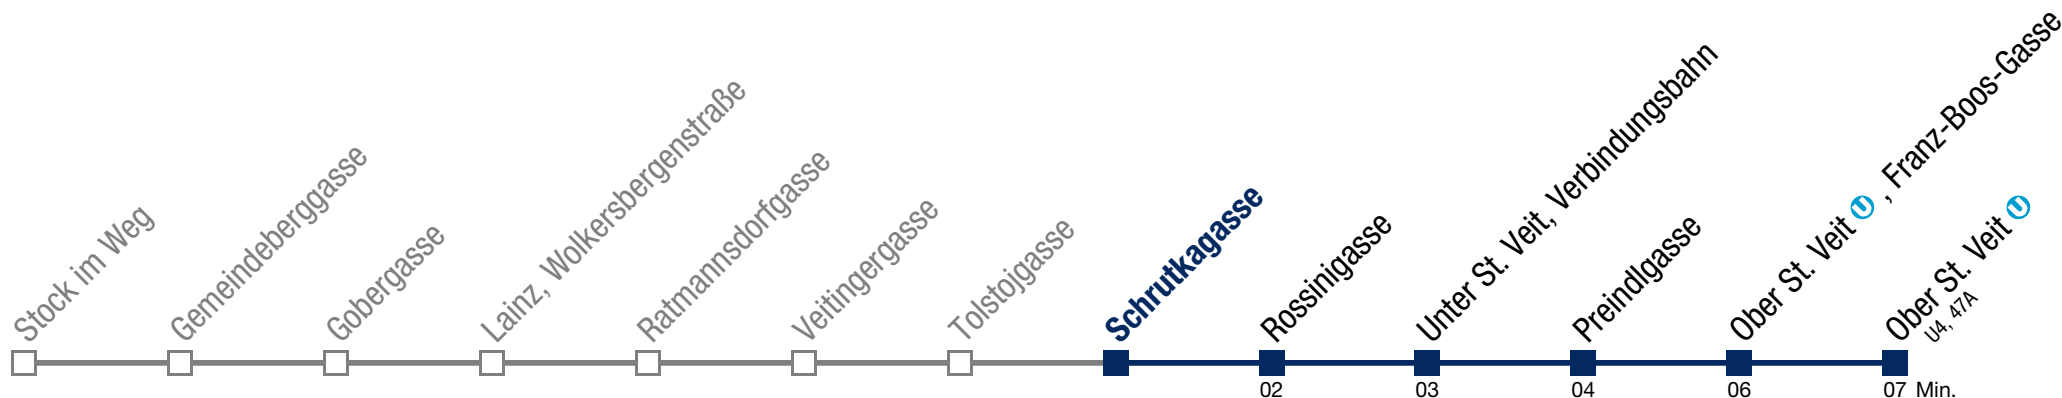 Stock im Weg
Gemeindeberggasse
Gobergasse
Lainz, Wolkersbergenstraße
Ratmannsdorfgasse
Veitingergasse
Tolstojgasse
Schrutkagasse
Rossinigasse
Unter St. Veit, Verbindungsbahn
Preindlgasse
Ober St. Veit U , Franz-Boos-Gasse
Ober St. Veit U
U4, 47A
02 03 04 06 07 Min.